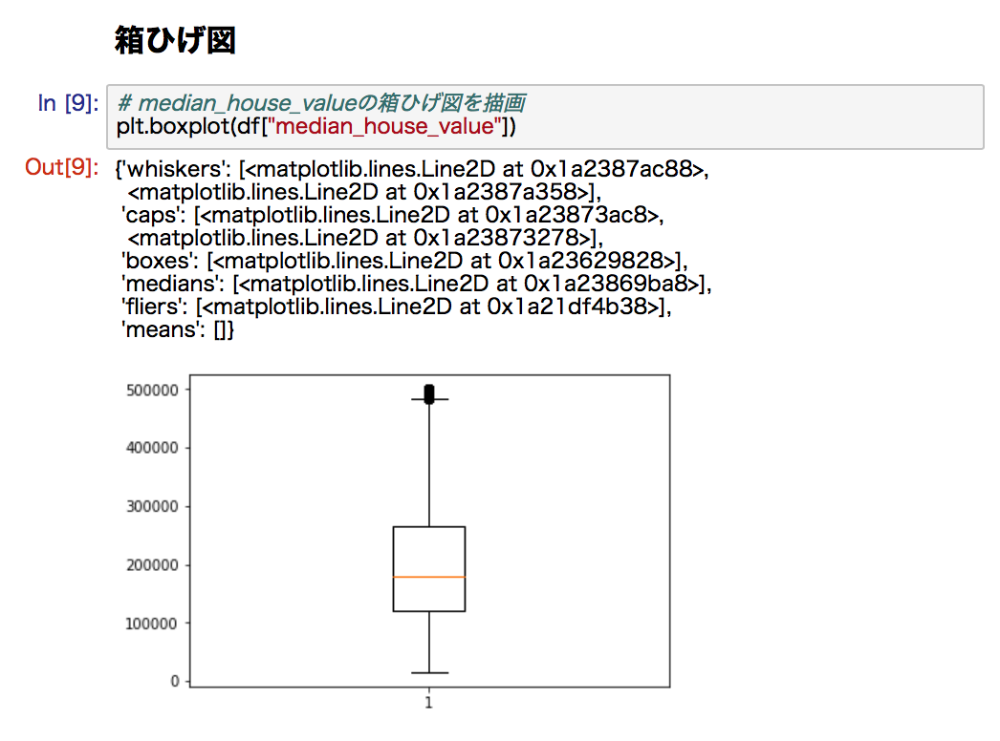 箱ひげ図
In [9]: # median_house_valueの箱ひげ図を描画
plt.boxplot(df["median_house_value"])
Out[9]: {'whiskers': [<matplotlib.lines.Line2D at 0x1a2387ac88>,
<matplotlib.lines.Line2D at 0x1a2387a358>],
'caps': [<matplotlib.lines.Line2D at 0x1a23873ac8>,
<matplotlib.lines.Line2D at 0x1a23873278>],
'boxes': [<matplotlib.lines.Line2D at 0x1a23629828>],
'medians': [<matplotlib.lines.Line2D at 0x1a23869ba8>],
'fliers': [<matplotlib.lines.Line2D at 0x1a21df4b38>],
'means': []}
500000
400000
300000
200000
100000
0
1